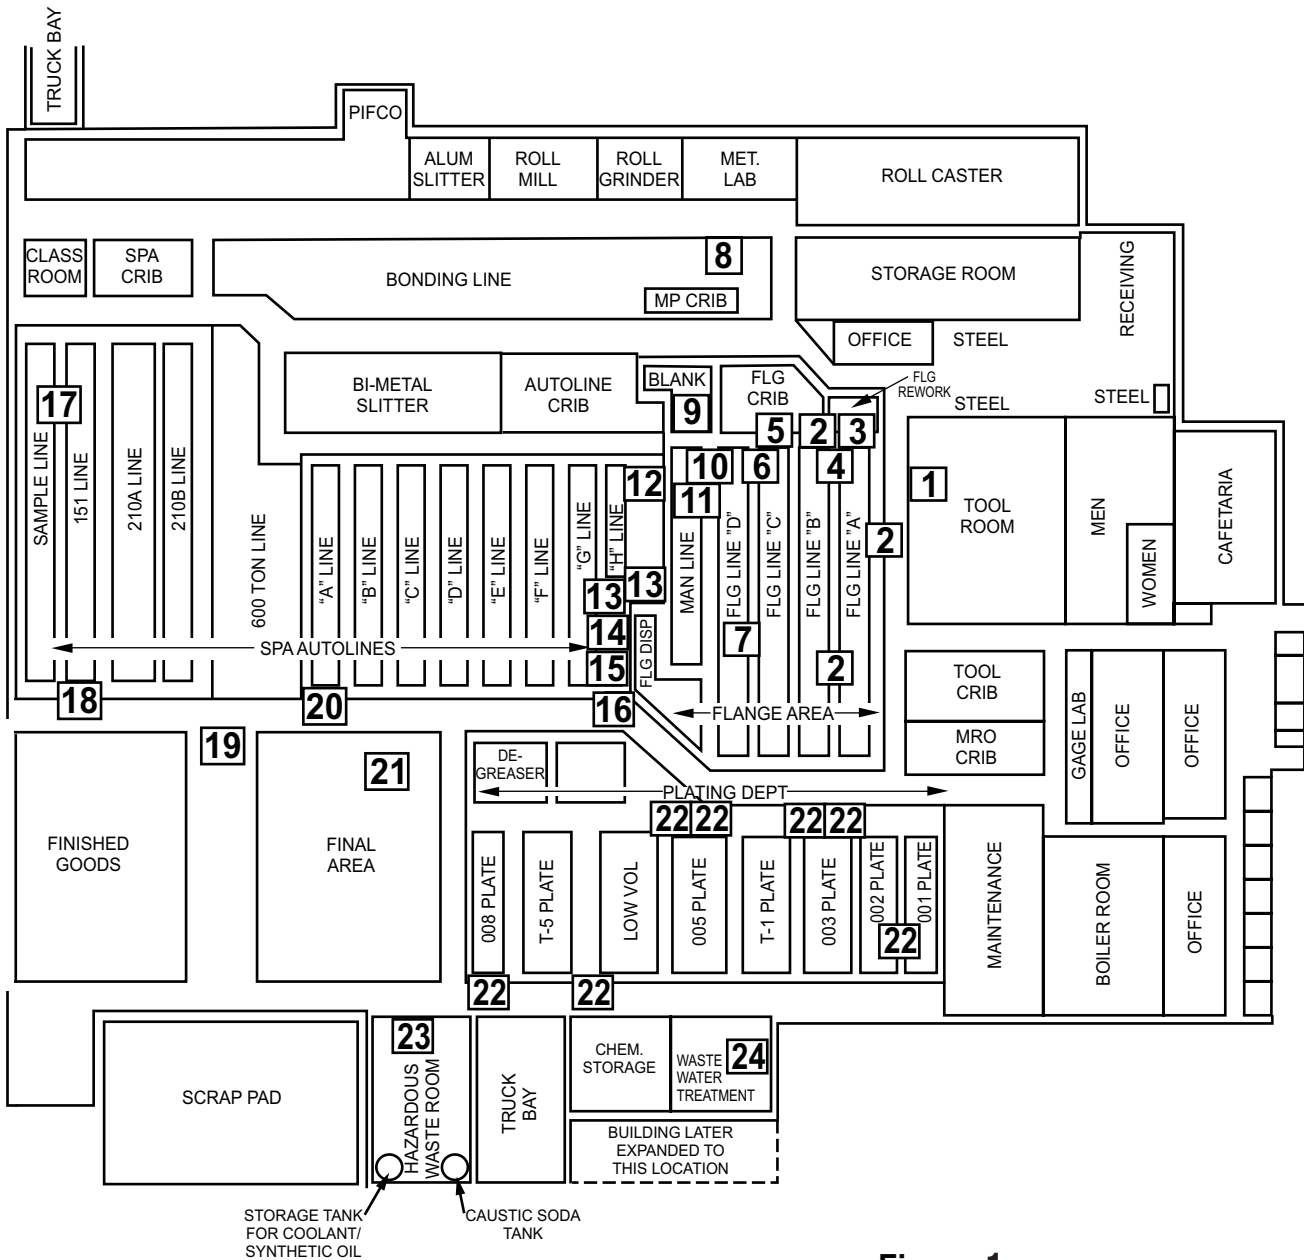 TRUCK BAY
PIFCO
ALUM
SLITTER
ROLL
MILL
ROLL
GRINDER
MET.
LAB
ROLL CASTER
CLASS
ROOM
SPA
CRIB
BONDING LINE
8
MP CRIB
STORAGE ROOM
RECEIVING
OFFICE
STEEL
BI-METAL
SLITTER
AUTOLINE
CRIB
BLANK
9
FLG
CRIB
FLG
REWORK
STEEL
STEEL
17
5
2
3
SAMPLE LINE
151 LINE
210A LINE
210B LINE
600 TON LINE
"A" LINE
"B" LINE
"C" LINE
"D" LINE
"E" LINE
"F" LINE
"G" LINE
"H" LINE
12
10
6
4
11
1
TOOL
ROOM
MEN
WOMEN
CAFETARIA
MAN LINE
FLG LINE "D"
FLG LINE "C"
FLG LINE "B"
FLG LINE "A"
2
13
13
14
15
FLG DISP
7
2
SPA AUTOLINES
18
20
16
FLANGE AREA
TOOL
CRIB
MRO
CRIB
GAGE LAB
OFFICE
OFFICE
19
21
DE-
GREASER
PLATING DEPT
22
22
22
22
FINISHED
GOODS
FINAL
AREA
008 PLATE
T-5 PLATE
LOW VOL
005 PLATE
T-1 PLATE
003 PLATE
002 PLATE
001 PLATE
22
MAINTENANCE
BOILER ROOM
OFFICE
22
22
SCRAP PAD
23
HAZARDOUS
WASTE ROOM
TRUCK
BAY
CHEM.
STORAGE
WASTE
WATER
TREATMENT
24
BUILDING LATER
EXPANDED TO
THIS LOCATION
STORAGE TANK
FOR COOLANT/
SYNTHETIC OIL
CAUSTIC SODA
TANK